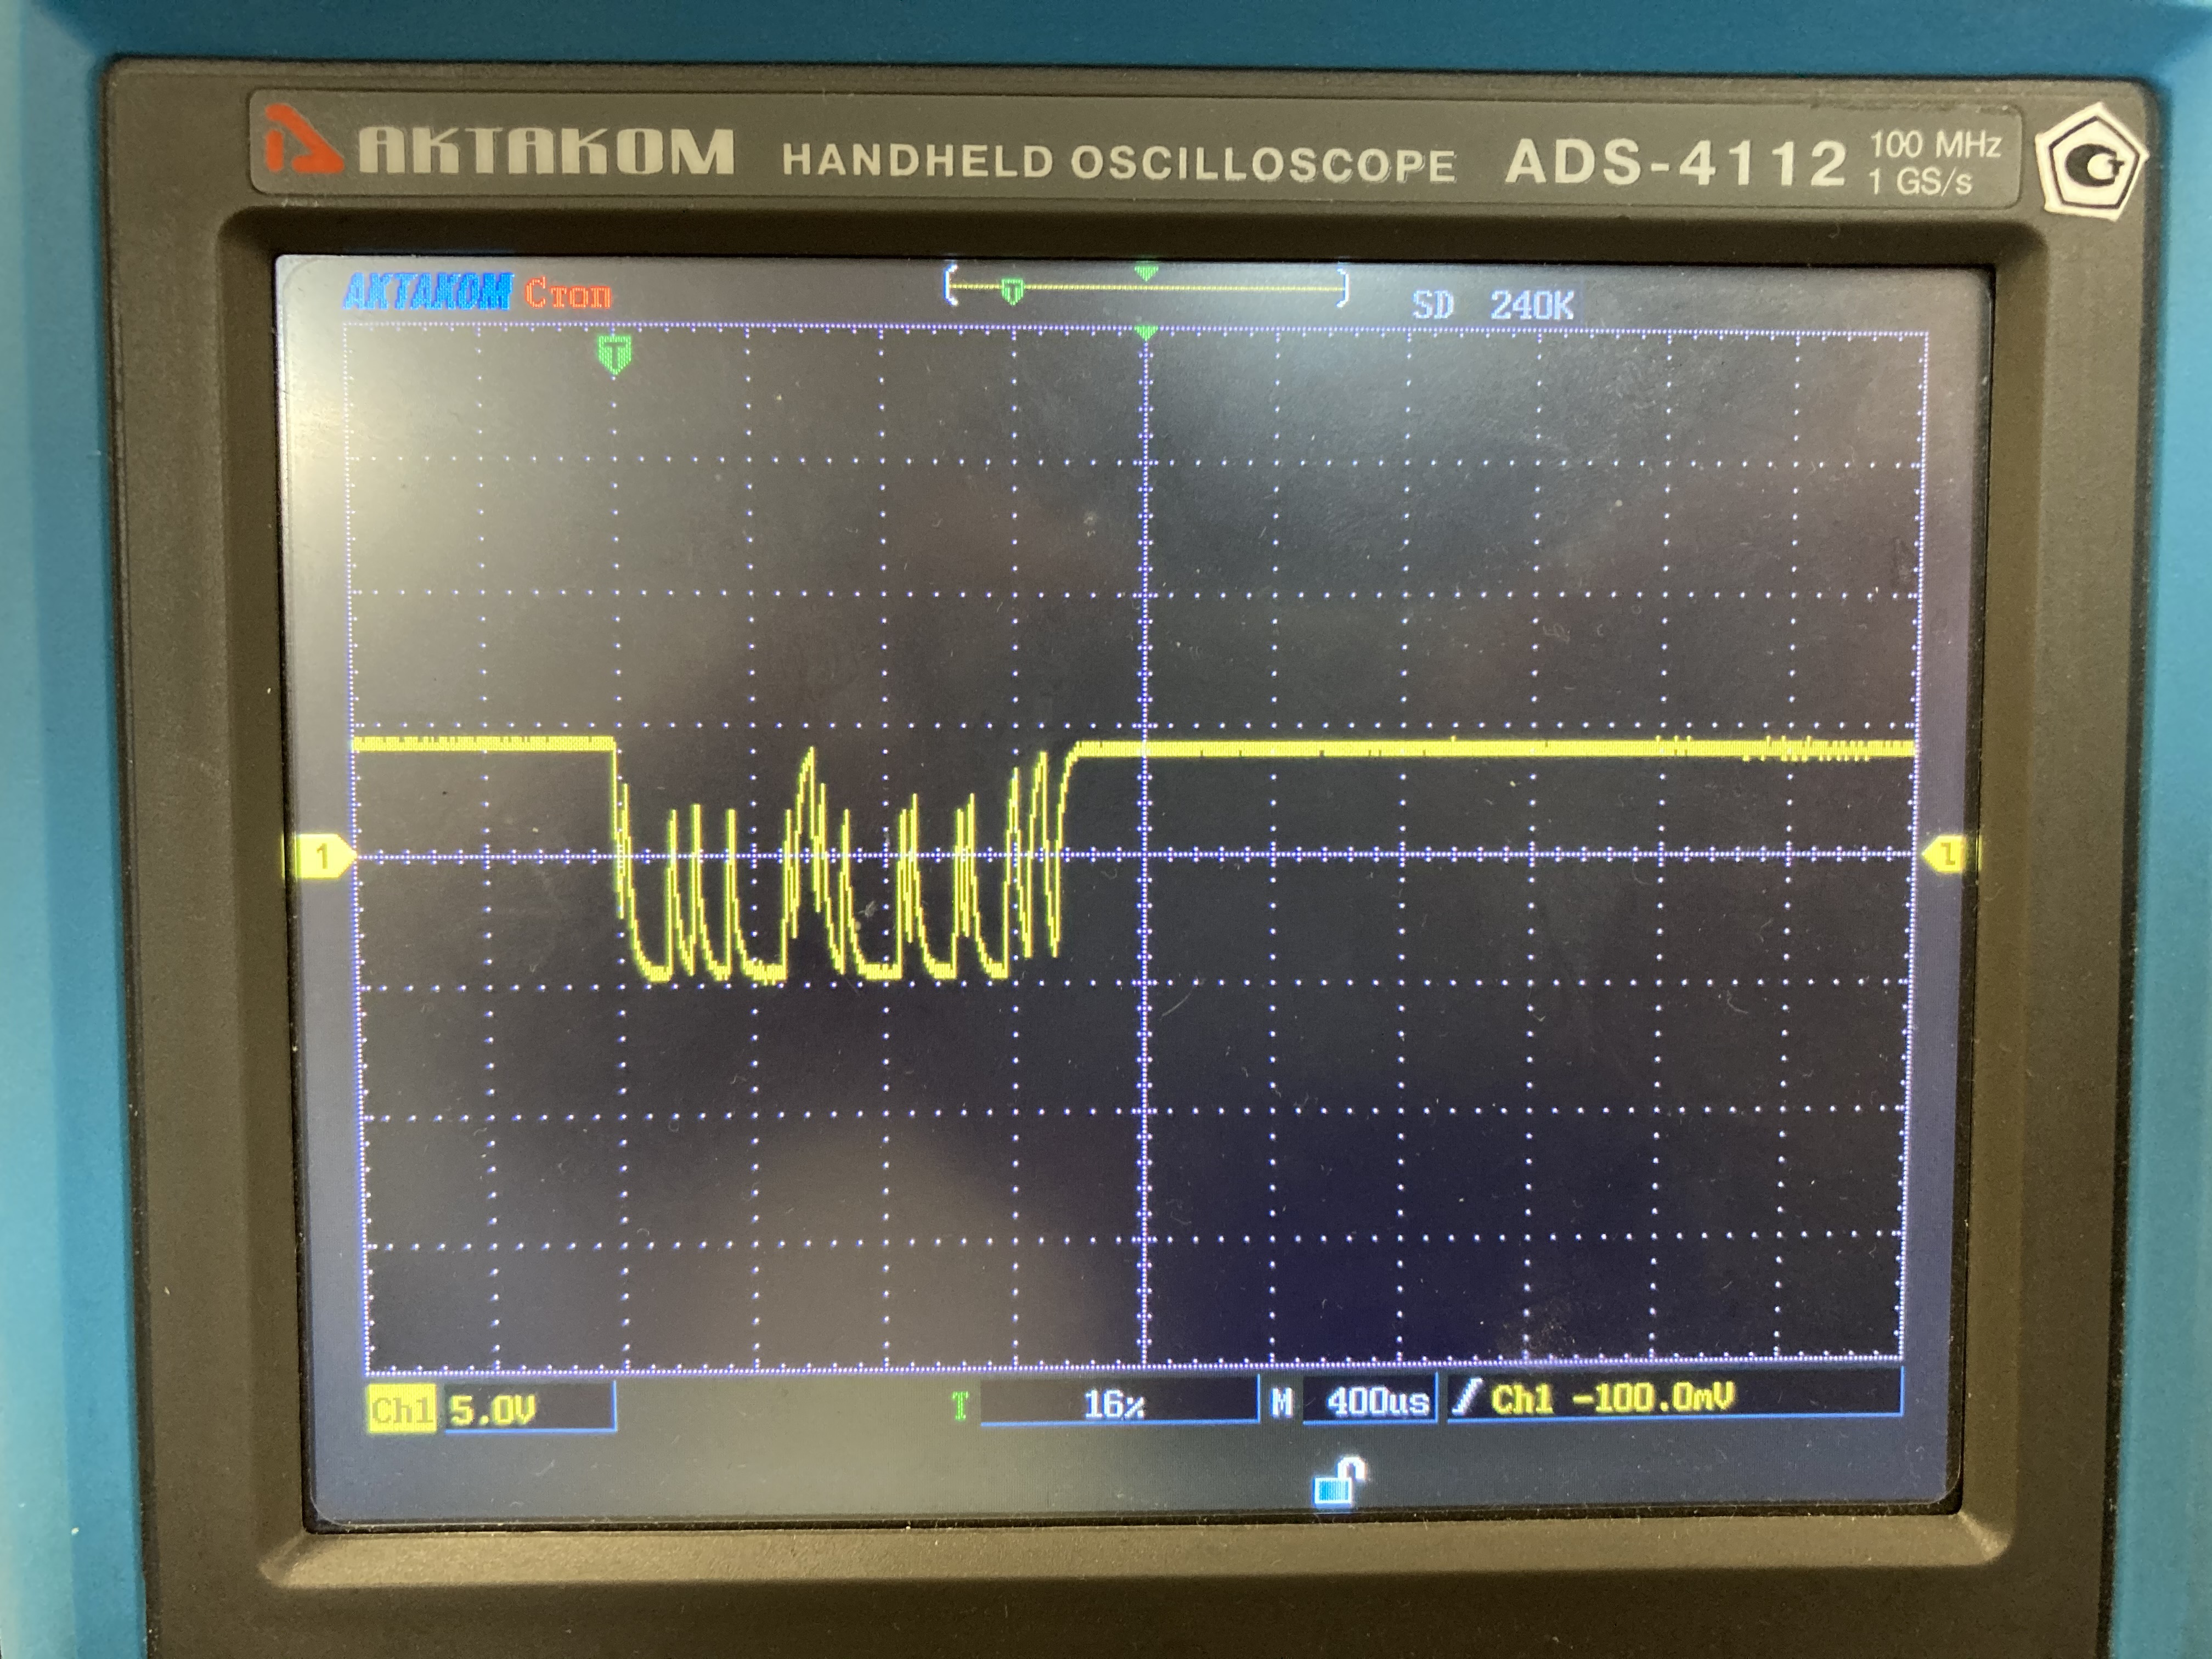 AKTAKOM HANDHELD OSCILLOSCOPE ADS-4112 100 MHz
1 GS/s
AKTAKOM Стоп T SD 240K
T
1 1
Ch1 5.0V T 16% M 400us Ch1 -100.0mV